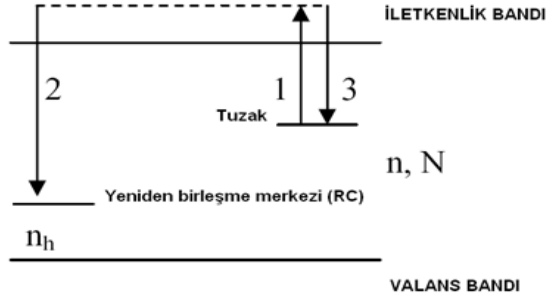 İLETKENLİK BANDI
2
1
3
Tuzak
n, N
Yeniden birleşme merkezi (RC)
nₕ
VALANS BANDI